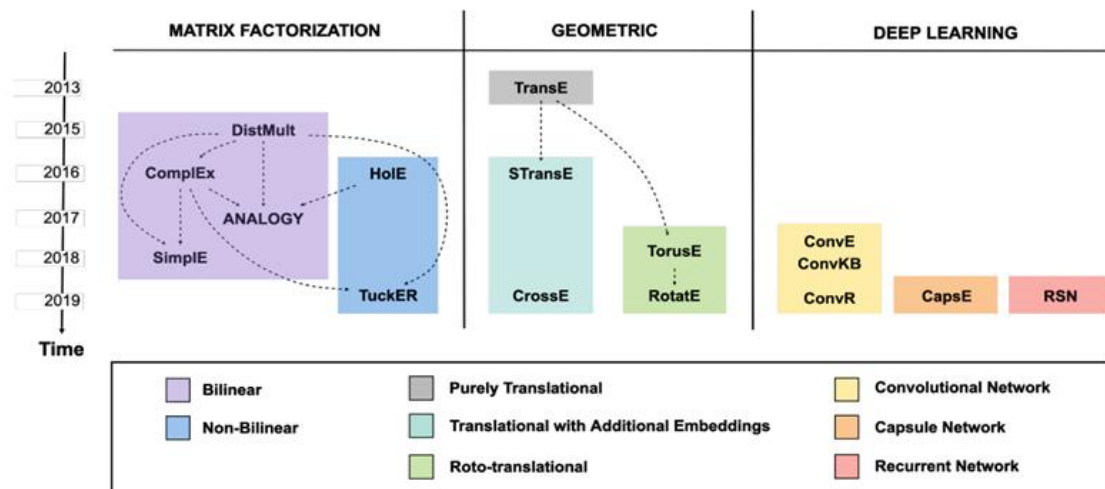 MATRIX FACTORIZATION
GEOMETRIC
DEEP LEARNING
2013
TransE
2015
DistMult
2016
ComplEx
HolE
STransE
2017
ANALOGY
2018
SimplE
TorusE
ConvE
ConvKB
2019
TuckER
CrossE
RotatE
ConvR
CapsE
RSN
Time
Bilinear
Purely Translational
Convolutional Network
Non-Bilinear
Translational with Additional Embeddings
Capsule Network
Roto-translational
Recurrent Network